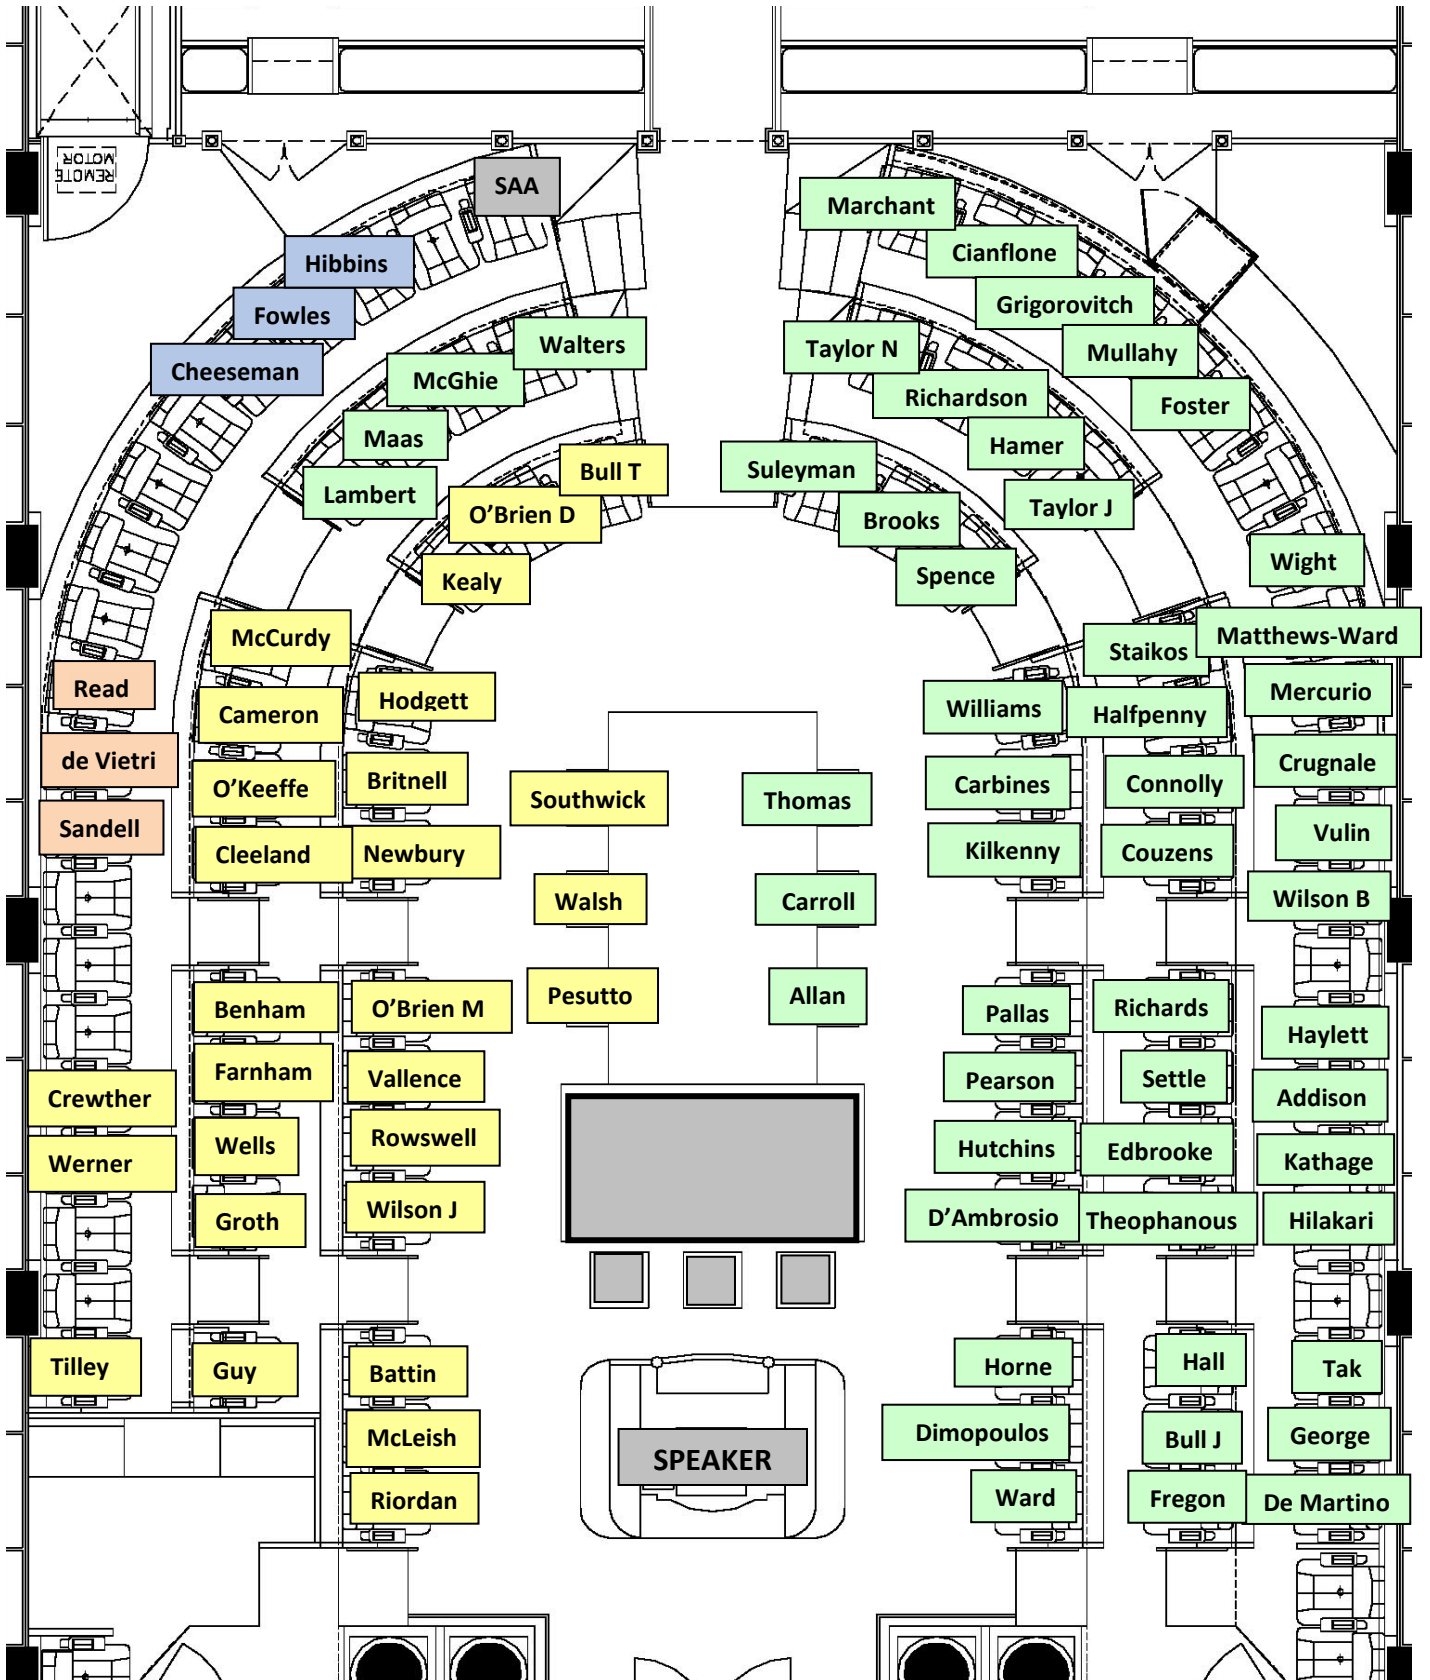 REMOTE
MOTOR
SAA
Marchant
Hibbins
Cianflone
Fowles
Grigorovitch
Cheeseman
Walters
Taylor N
Mullahy
McGhie
Richardson
Foster
Maas
Hamer
Bull T
Suleyman
Lambert
Taylor J
O'Brien D
Brooks
Kealy
Spence
Wight
McCurdy
Staikos
Matthews-Ward
Read
Cameron
Hodgett
Williams
Halfpenny
Mercurio
de Vietri
O'Keeffe
Britnell
Southwick
Thomas
Carbines
Connolly
Crugnale
Sandell
Cleeland
Newbury
Kilkenny
Couzens
Vulin
Walsh
Carroll
Wilson B
Benham
O'Brien M
Pesutto
Allan
Pallas
Richards
Haylett
Crewther
Farnham
Vallence
Pearson
Settle
Addison
Werner
Wells
Rowswell
Hutchins
Edbrooke
Kathage
Groth
Wilson J
D'Ambrosio
Theophanous
Hilakari
Tilley
Guy
Battin
Horne
Hall
Tak
McLeish
SPEAKER
Dimopoulos
Bull J
George
Riordan
Ward
Fregon
De Martino